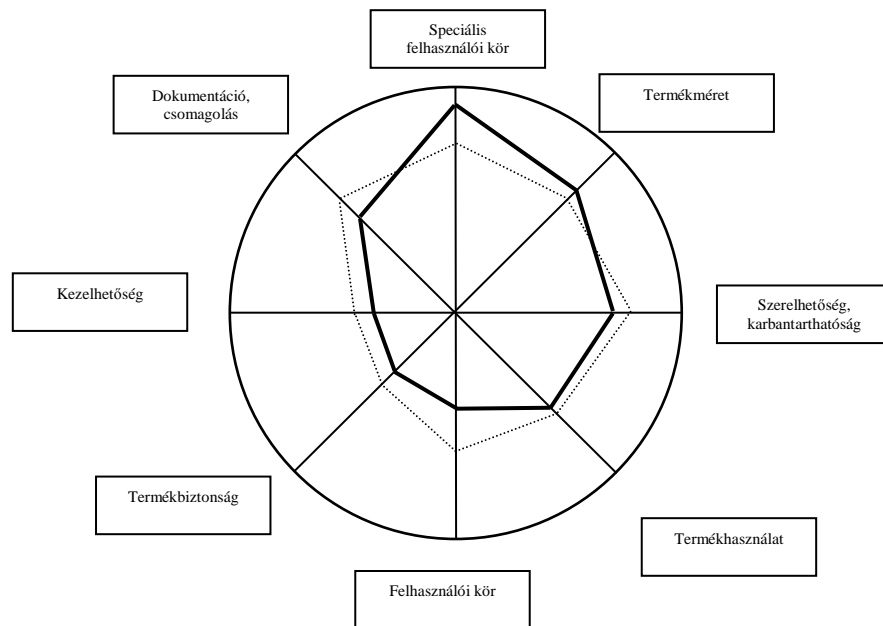 Speciális
felhasználói kör
Termékméret
Dokumentáció,
csomagolás
Kezelhetőség
Szerelhetőség,
karbantarthatóság
Termékbiztonság
Termékhasználat
Felhasználói kör